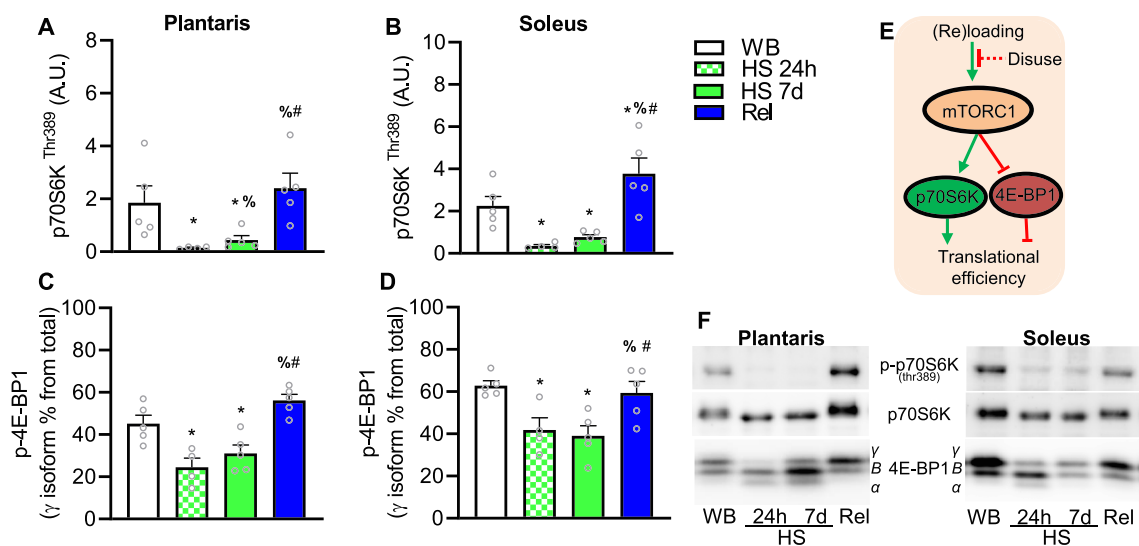 A
Plantaris
p70S6K Thr389 (A.U.)
8
6
4
2
0
*
* %
%#
B
Soleus
p70S6K Thr389 (A.U.)
10
8
6
4
2
0
*
*
* %#
WB
HS 24h
HS 7d
Rel
C
p-4E-BP1
(γ isoform % from total)
100
80
60
40
20
0
*
*
%#
D
p-4E-BP1
(γ isoform % from total)
100
80
60
40
20
0
*
*
% #
E
(Re)loading
Disuse
mTORC1
p70S6K
4E-BP1
Translational
efficiency
F
Plantaris
Soleus
p-p70S6K
(thr389)
p70S6K
γ γ
B 4E-BP1 B
α α
WB 24h 7d Rel
HS
WB 24h 7d Rel
HS